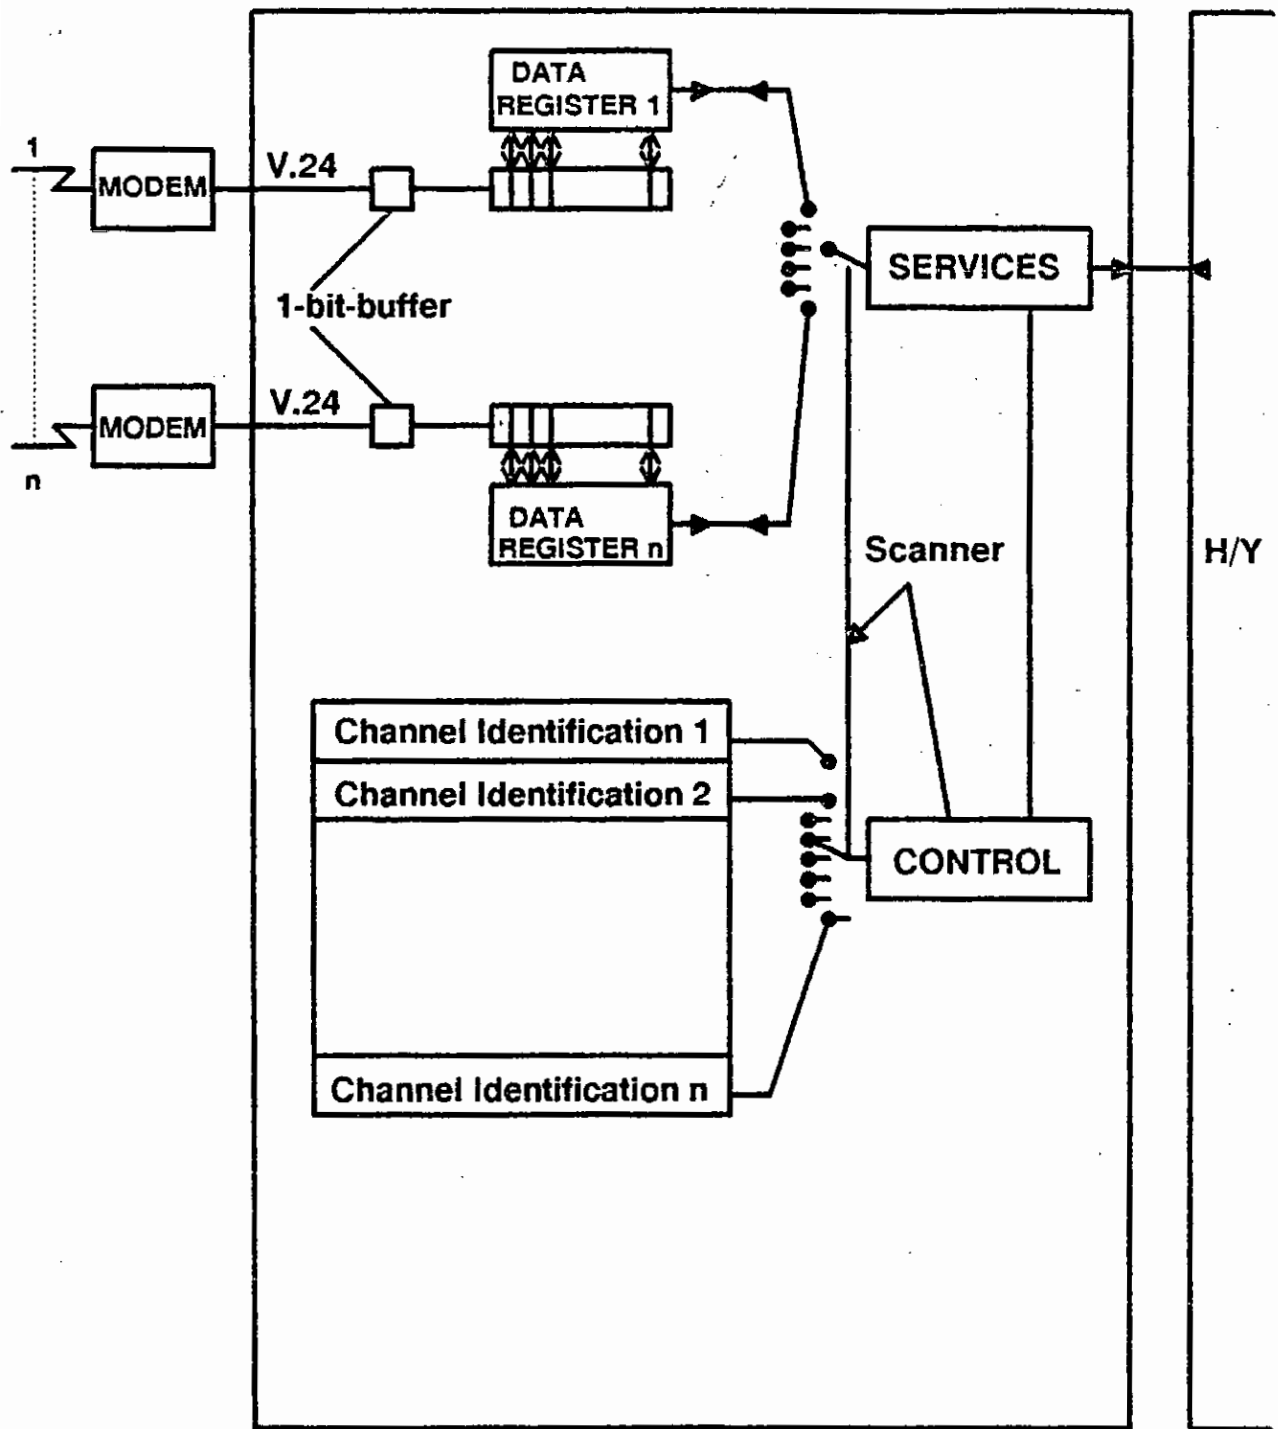 DATA
REGISTER 1
1
MODEM
V.24
SERVICES
1-bit-buffer
MODEM
V.24
n
DATA
REGISTER n
Scanner
H/Y
Channel Identification 1
Channel Identification 2
CONTROL
Channel Identification n